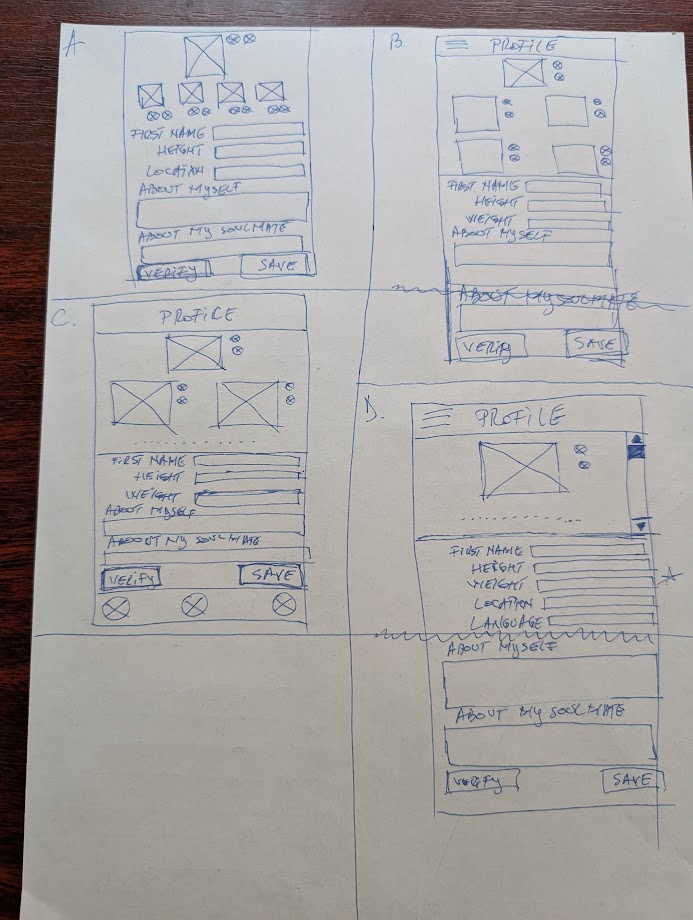 A
FIRST NAME
HEIGHT
LOCATION
ABOUT MYSELF
ABOUT MY SOULMATE
VERIFY
SAVE
B
PROFILE
FIRST NAME
HEIGHT
WEIGHT
ABOUT MYSELF
ABOUT MY SOULMATE
VERIFY
SAVE
C.
PROFILE
FIRST NAME
HEIGHT
WEIGHT
ABOUT MYSELF
ABOOUT MY SOULMATE
VERIFY
SAVE
D.
PROFILE
FIRST NAME
HEIGHT
WEIGHT
LOCATION
LANGUAGE
ABOUT MYSELF
ABOUT MY SOULMATE
VERIFY
SAVE